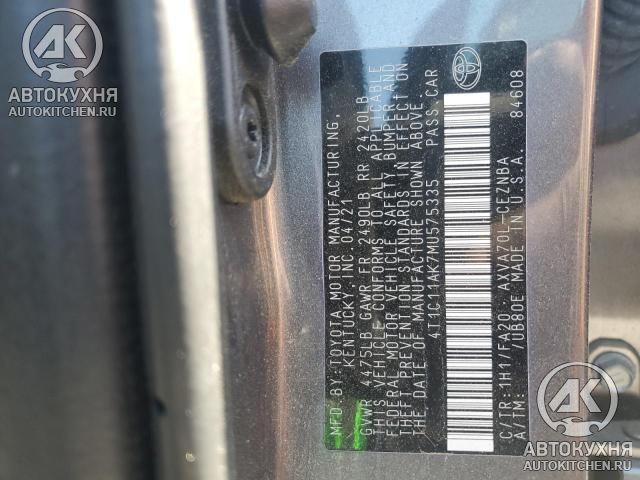 MFD BY:TOYOTA MOTOR MANUFACTURING,
KENTUCKY, INC. 04/21
GVWR 4475LB GAWR FR 2490LB RR 2420LB
THIS VEHICLE CONFORMS TO ALL APPLICABLE
FEDERAL MOTOR VEHICLE SAFETY, BUMPER AND
THEFT PREVENTION STANDARDS IN EFFECT ON
THE DATE OF MANUFACTURE SHOWN ABOVE.
4T1C11AK7MU575335 PASS. CAR
C/TR:1H1/FA20 AXVA70L-CEZNBA
A/TM: /UB80E MADE IN U.S.A. 84608
АК
АВТОКУХНЯ
AUTOKITCHEN.RU
АК
АВТОКУХНЯ
AUTOKITCHEN.RU